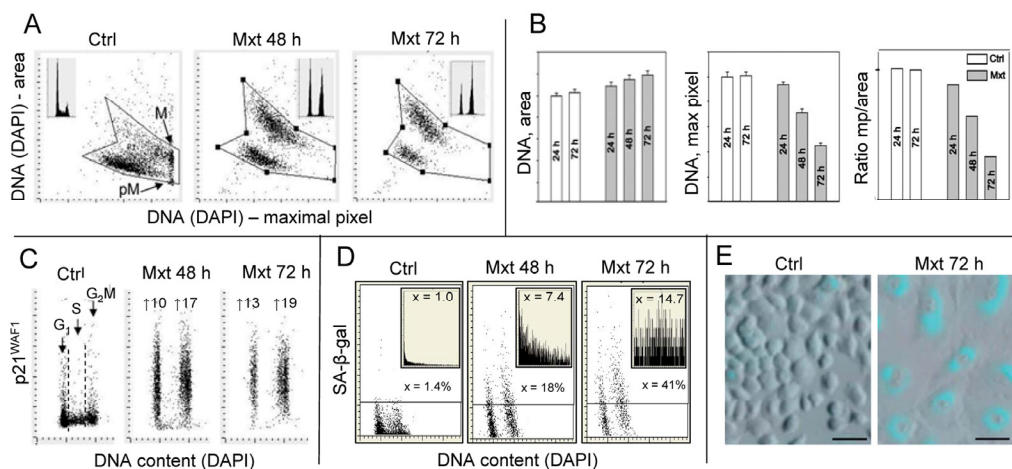 A
Ctrl
Mxt 48 h
Mxt 72 h
DNA (DAPI) - area
M
pM
DNA (DAPI) – maximal pixel
B
DNA, area
24 h
72 h
24 h
48 h
72 h
DNA, max pixel
24 h
72 h
24 h
48 h
72 h
Ratio mp/area
24 h
72 h
24 h
48 h
72 h
Ctrl
Mxt
C
Ctrl
Mxt 48 h
Mxt 72 h
p21WAF1
G1
S
G2M
↑10 ↑17
↑13 ↑19
DNA content (DAPI)
D
Ctrl
Mxt 48 h
Mxt 72 h
SA-β-gal
x = 1.0
x = 7.4
x = 14.7
x = 1.4%
x = 18%
x = 41%
DNA content (DAPI)
E
Ctrl
Mxt 72 h